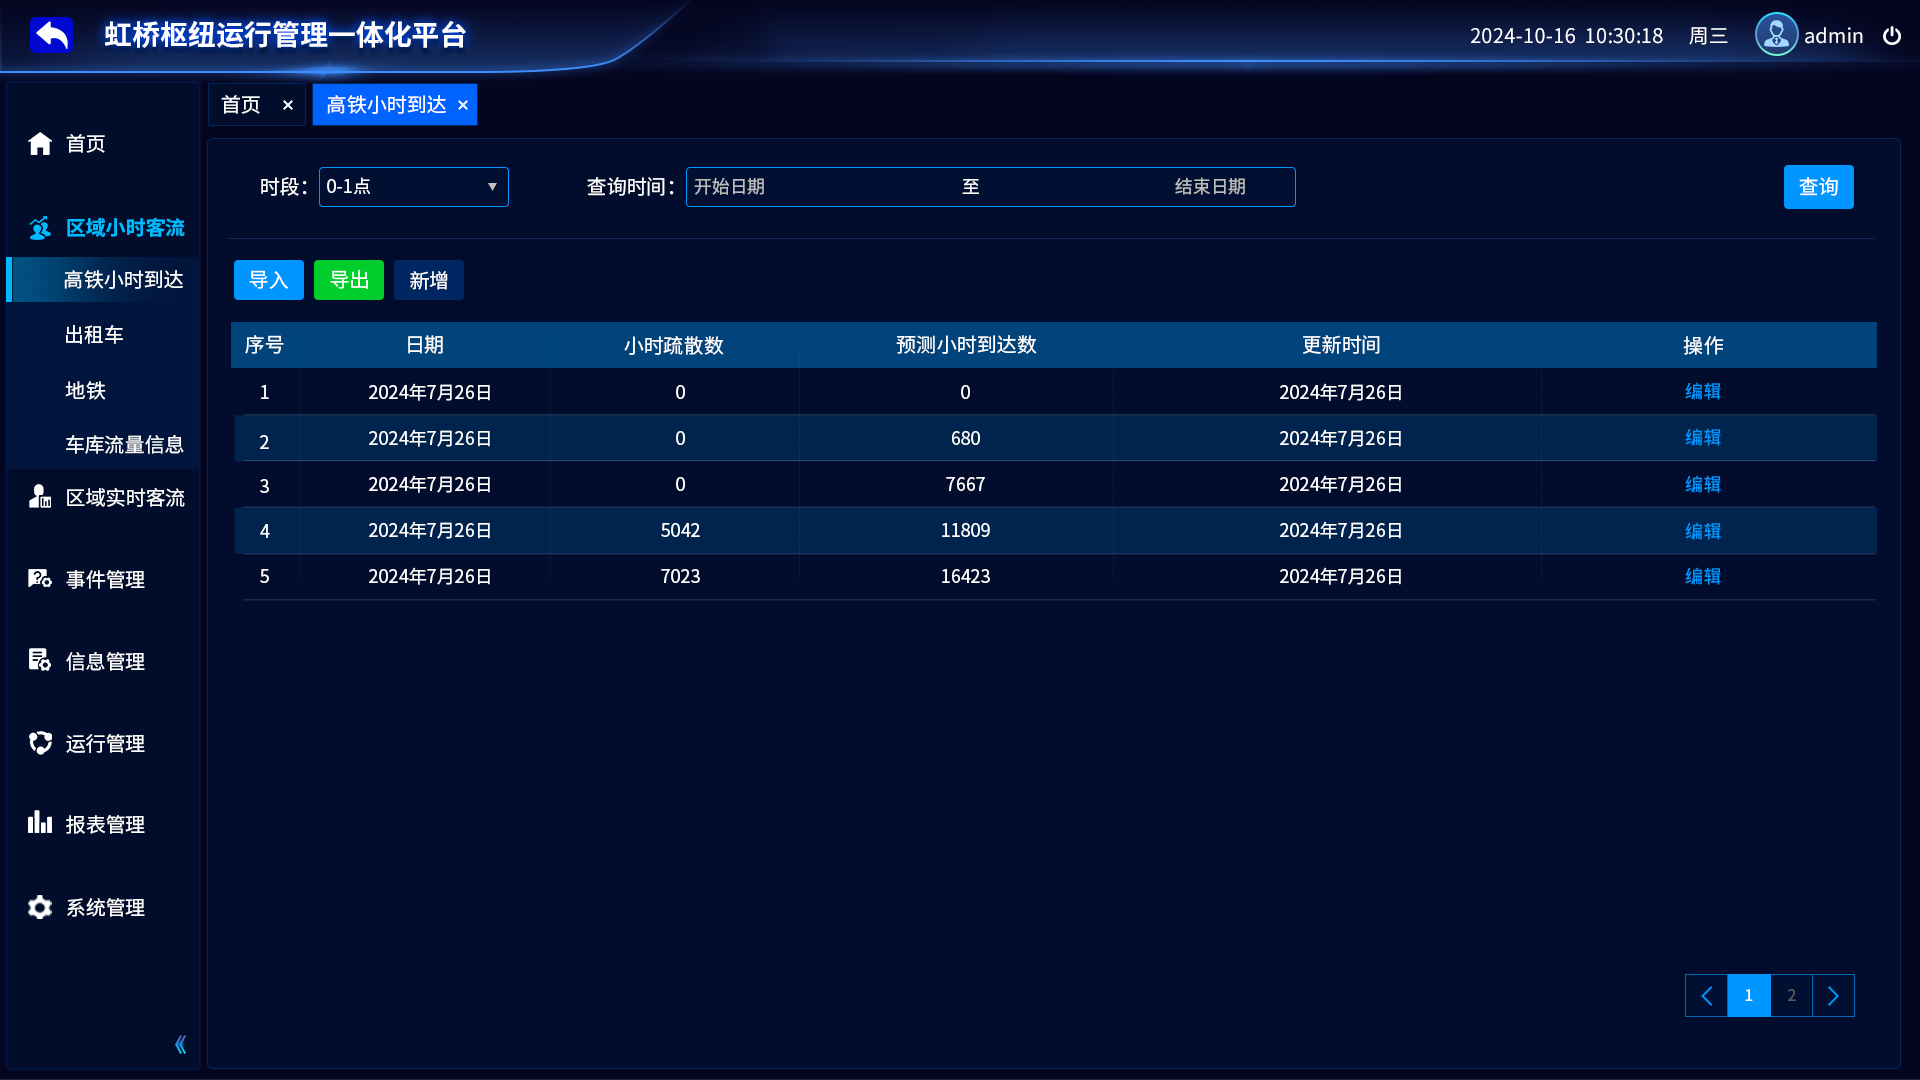 虹桥枢纽运行管理一体化平台
2024-10-16 10:30:18 周三 admin
首页 × 高铁小时到达 ×
首页
区域小时客流
高铁小时到达
出租车
地铁
车库流量信息
区域实时客流
事件管理
信息管理
运行管理
报表管理
系统管理
时段： 0-1点 ▼ 查询时间： 开始日期 至 结束日期 查询
导入 导出 新增
序号 日期 小时疏散数 预测小时到达数 更新时间 操作
1 2024年7月26日 0 0 2024年7月26日 编辑
2 2024年7月26日 0 680 2024年7月26日 编辑
3 2024年7月26日 0 7667 2024年7月26日 编辑
4 2024年7月26日 5042 11809 2024年7月26日 编辑
5 2024年7月26日 7023 16423 2024年7月26日 编辑
1 2